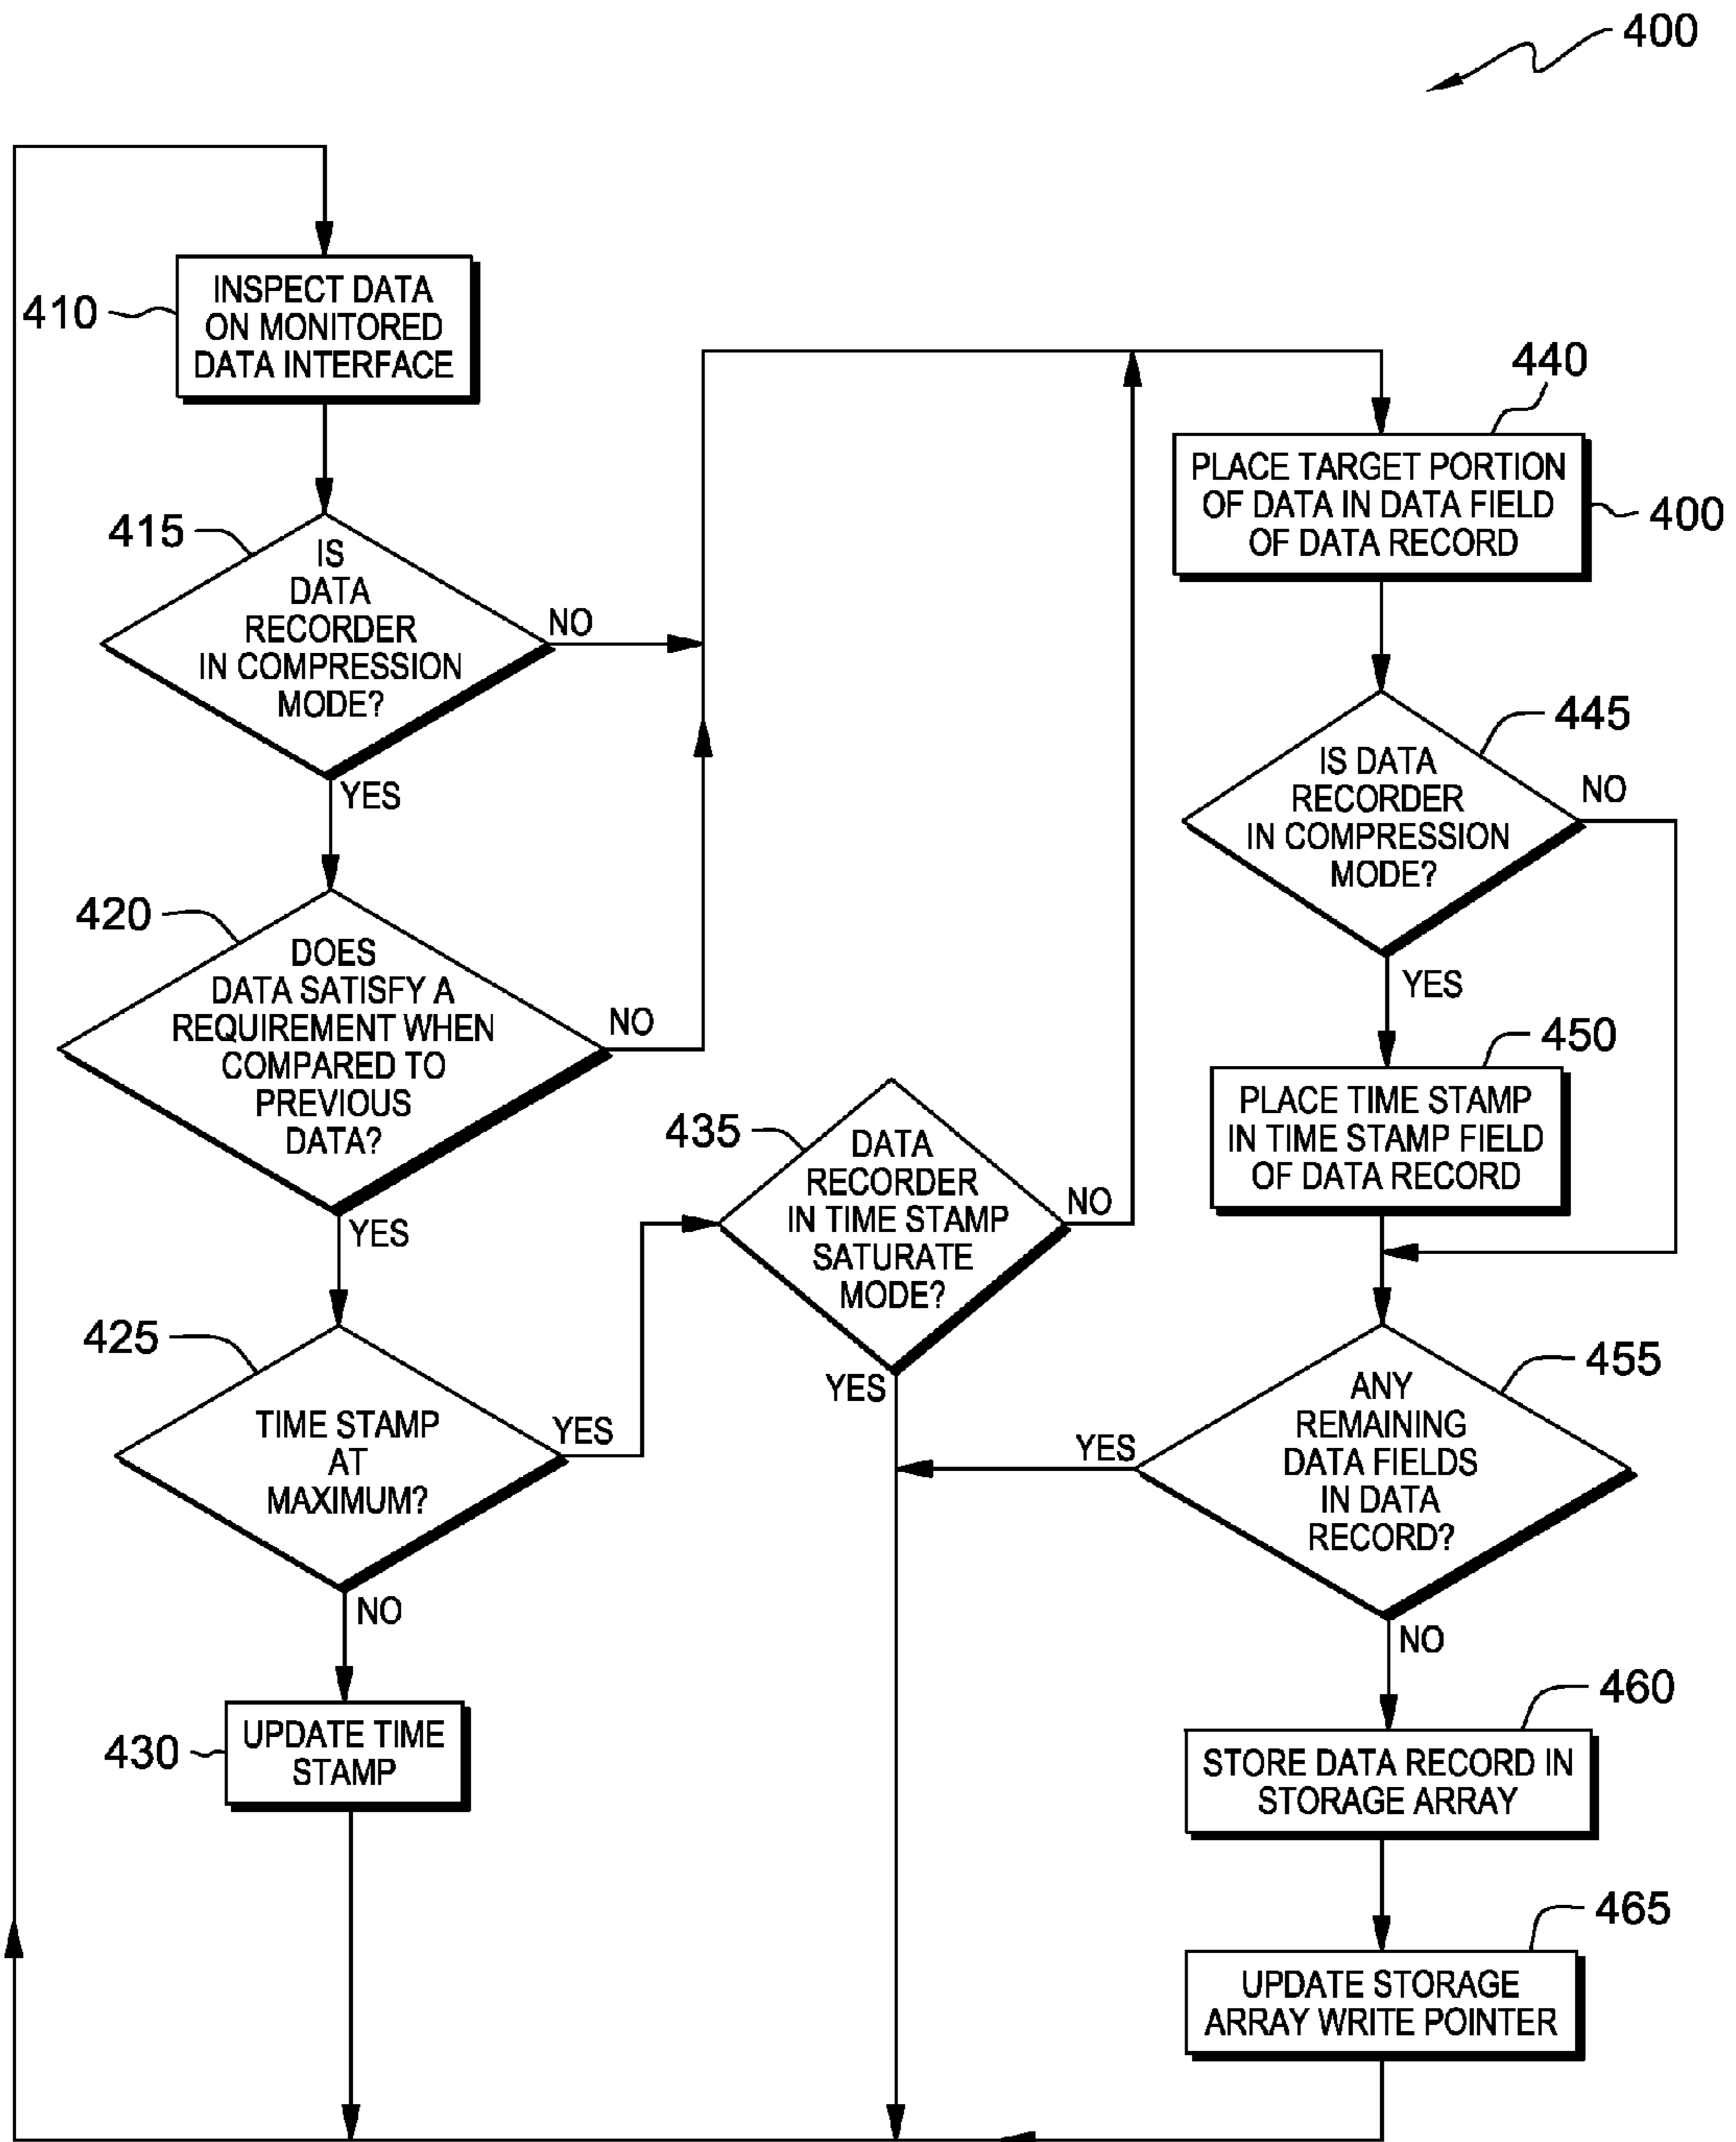 400
410
INSPECT DATA
ON MONITORED
DATA INTERFACE
415
IS
DATA
RECORDER
IN COMPRESSION
MODE?
NO
YES
420
DOES
DATA SATISFY A
REQUIREMENT WHEN
COMPARED TO
PREVIOUS
DATA?
NO
YES
425
TIME STAMP
AT
MAXIMUM?
YES
NO
430
UPDATE TIME
STAMP
435
DATA
RECORDER
IN TIME STAMP
SATURATE
MODE?
NO
YES
440
PLACE TARGET PORTION
OF DATA IN DATA FIELD
OF DATA RECORD
400
445
IS DATA
RECORDER
IN COMPRESSION
MODE?
NO
YES
450
PLACE TIME STAMP
IN TIME STAMP FIELD
OF DATA RECORD
455
ANY
REMAINING
DATA FIELDS
IN DATA
RECORD?
YES
NO
460
STORE DATA RECORD IN
STORAGE ARRAY
465
UPDATE STORAGE
ARRAY WRITE POINTER